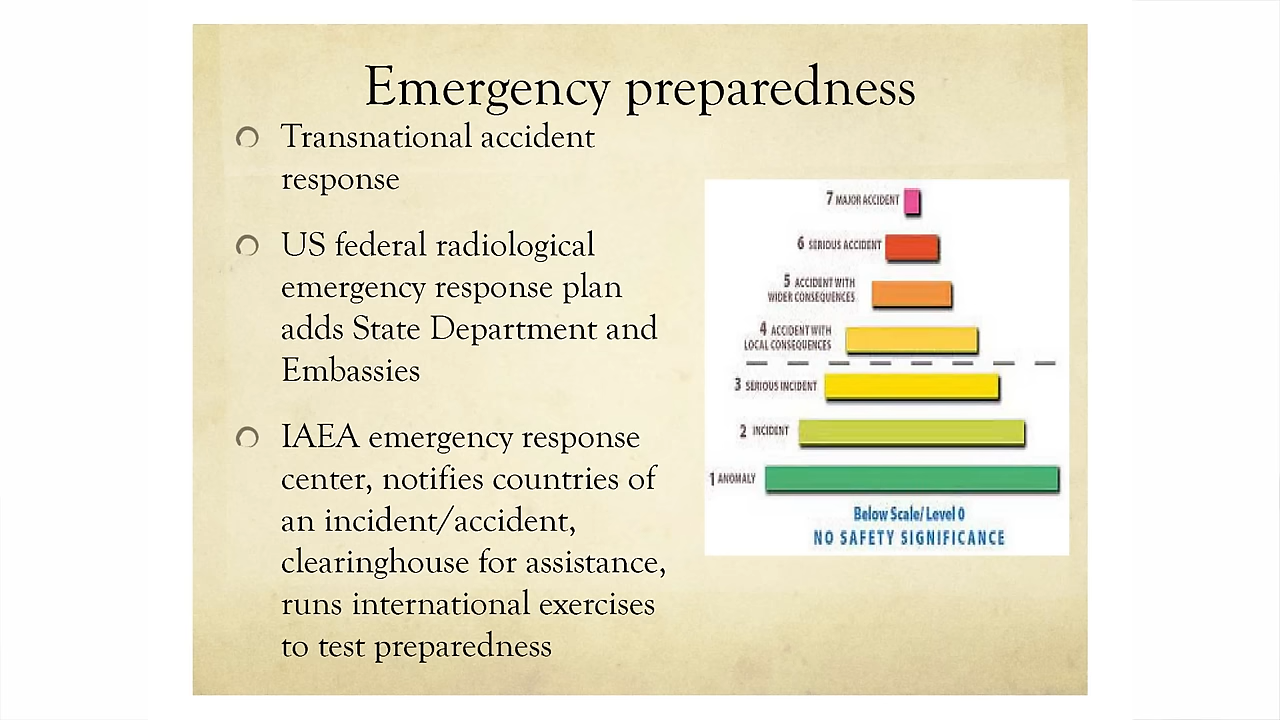 Emergency preparedness
Transnational accident
response
US federal radiological
emergency response plan
adds State Department and
Embassies
IAEA emergency response
center, notifies countries of
an incident/accident,
clearinghouse for assistance,
runs international exercises
to test preparedness
7 MAJOR ACCIDENT
6 SERIOUS ACCIDENT
5 ACCIDENT WITH
WIDER CONSEQUENCES
4 ACCIDENT WITH
LOCAL CONSEQUENCES
3 SERIOUS INCIDENT
2 INCIDENT
1 ANOMALY
Below Scale/Level 0
NO SAFETY SIGNIFICANCE